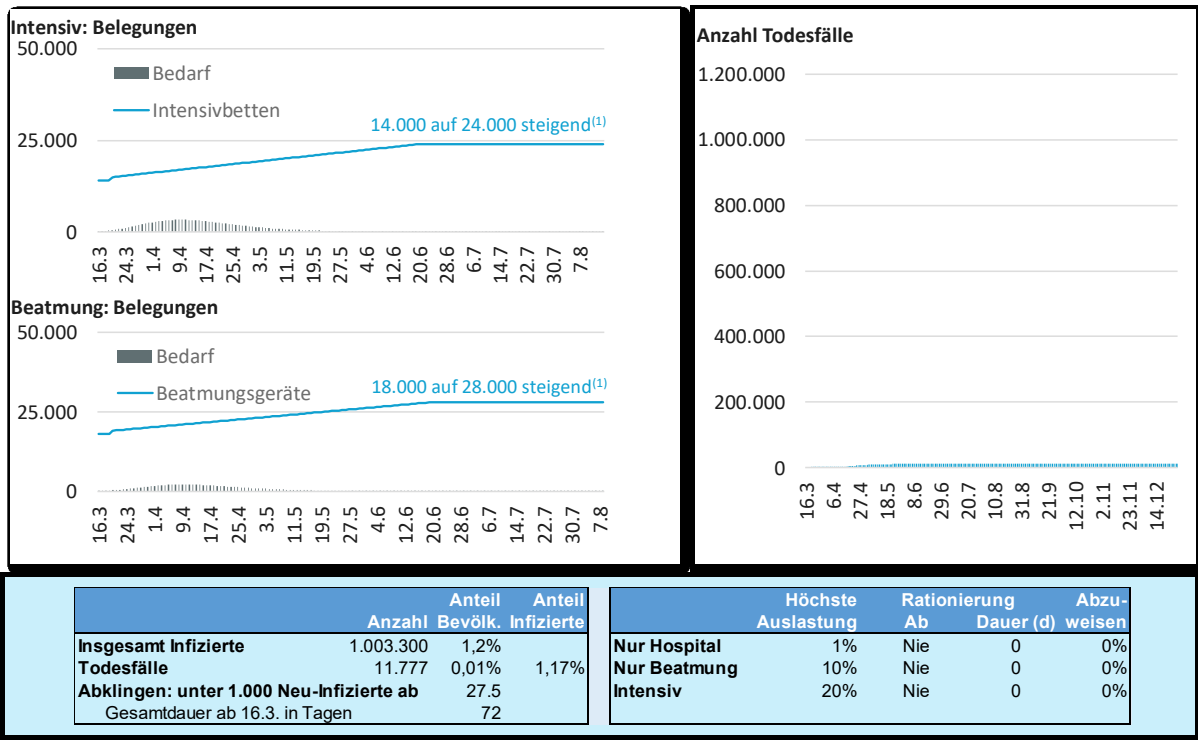 Intensiv: Belegungen
50.000
Bedarf
Intensivbetten
14.000 auf 24.000 steigend(1)
25.000
0
16.3 24.3 1.4 9.4 17.4 25.4 3.5 11.5 19.5 27.5 4.6 12.6 20.6 28.6 6.7 14.7 22.7 30.7 7.8
Beatmung: Belegungen
50.000
Bedarf
Beatmungsgeräte
18.000 auf 28.000 steigend(1)
25.000
0
16.3 24.3 1.4 9.4 17.4 25.4 3.5 11.5 19.5 27.5 4.6 12.6 20.6 28.6 6.7 14.7 22.7 30.7 7.8
Anzahl Todesfälle
1.200.000
1.000.000
800.000
600.000
400.000
200.000
0
16.3 6.4 27.4 18.5 8.6 29.6 20.7 10.8 31.8 21.9 12.10 2.11 23.11 14.12
Anteil Anteil
Anzahl Bevölk. Infizierte
Insgesamt Infizierte 1.003.300 1,2%
Todesfälle 11.777 0,01% 1,17%
Abklingen: unter 1.000 Neu-Infizierte ab 27.5
Gesamtdauer ab 16.3. in Tagen 72
Höchste Rationierung Abzu-
Auslastung Ab Dauer (d) weisen
Nur Hospital 1% Nie 0 0%
Nur Beatmung 10% Nie 0 0%
Intensiv 20% Nie 0 0%